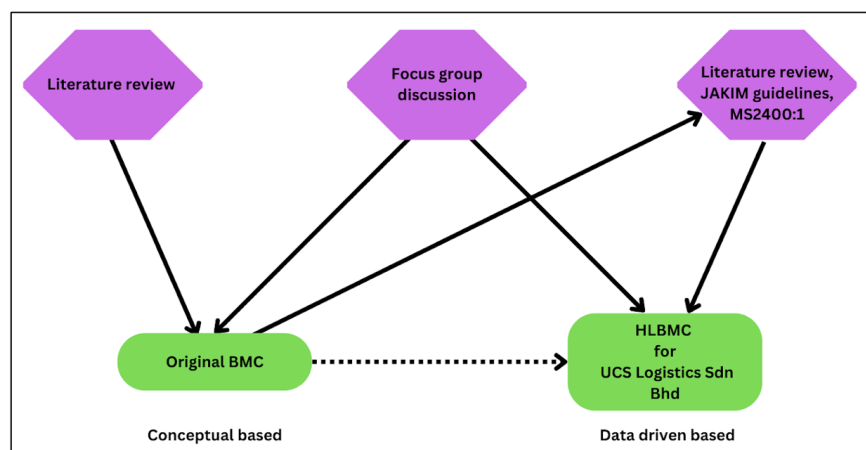 Literature review
Focus group
discussion
Literature review,
JAKIM guidelines,
MS2400:1
Original BMC
HLBMC
for
UCS Logistics Sdn
Bhd
Conceptual based
Data driven based